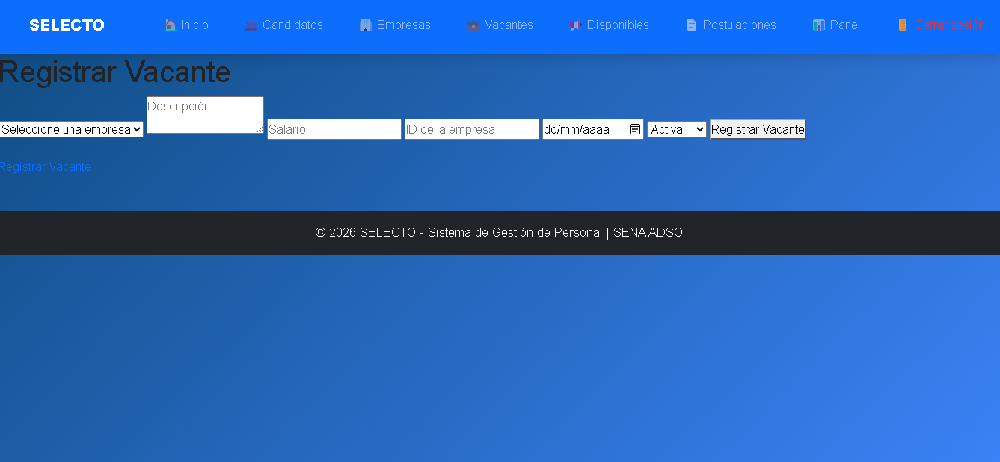 SELECTO 🏠 Inicio 👥 Candidatos 🏢 Empresas 💼 Vacantes 📢 Disponibles 📄 Postulaciones 📊 Panel 🚪 Cerrar sesión
Registrar Vacante
Seleccione una empresa Descripción Salario ID de la empresa dd/mm/aaaa Activa Registrar Vacante
Registrar Vacante
© 2026 SELECTO - Sistema de Gestión de Personal | SENA ADSO